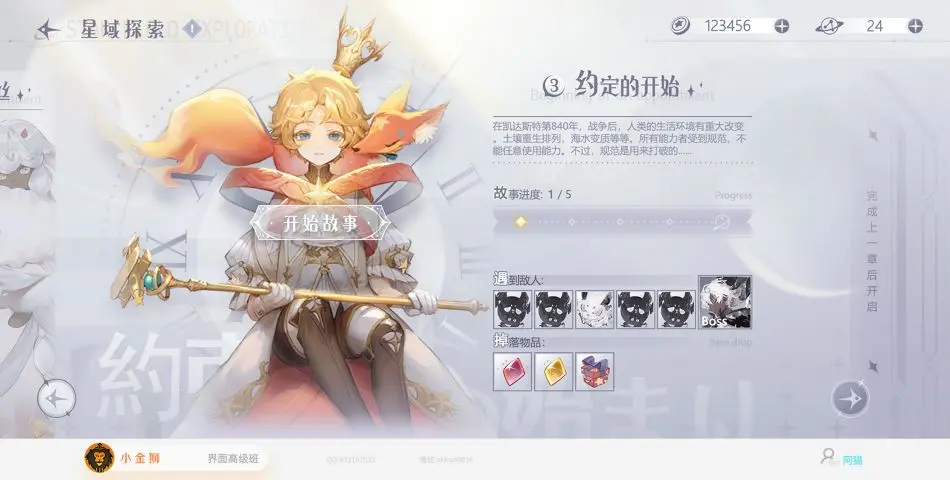 星域探索
123456
24
③ 约定的开始
在凯达斯特第840年，战争后，人类的生活环境有重大改变
，土壤重生排列，海水变质等等。所有能力者受到规范，不
能任意使用能力。不过，规范是用来打破的......
故事进度: 1 / 5
Progress
开始故事
遇到敌人:
Boss
掉落物品:
Item drop
完成上一章后开启
小金狮
界面高级班
阿猫